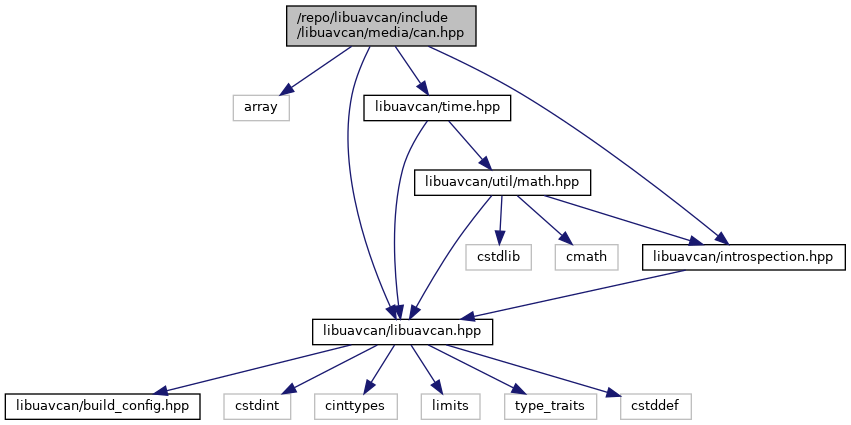 /repo/libuavcan/include
/libuavcan/media/can.hpp
array
libuavcan/time.hpp
libuavcan/util/math.hpp
cstdlib
cmath
libuavcan/introspection.hpp
libuavcan/libuavcan.hpp
libuavcan/build_config.hpp
cstdint
cinttypes
limits
type_traits
cstddef